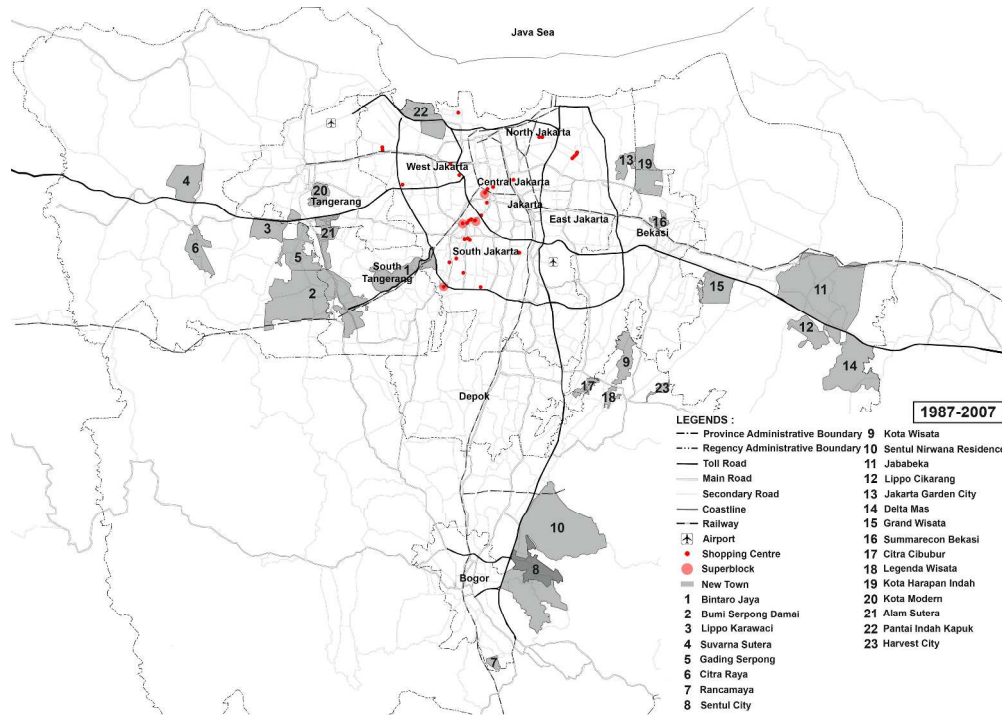 Java Sea
22
North Jakarta
West Jakarta
13
19
4
20
Tangerang
Central Jakarta
Jakarta
East Jakarta
16
Bekasi
3
21
6
5
South
Tangerang
1
South Jakarta
2
15
11
12
14
9
17
18
23
Depok
10
8
Bogor
7
1987-2007
LEGENDS :
Province Administrative Boundary
Regency Administrative Boundary
Toll Road
Main Road
Secondary Road
Coastline
Railway
Airport
Shopping Centre
Superblock
New Town
1 Bintaro Jaya
2 Bumi Serpong Damai
3 Lippo Karawaci
4 Suvarna Sutera
5 Gading Serpong
6 Citra Raya
7 Rancamaya
8 Sentul City
9 Kota Wisata
10 Sentul Nirwana Residence
11 Jababeka
12 Lippo Cikarang
13 Jakarta Garden City
14 Delta Mas
15 Grand Wisata
16 Summarecon Bekasi
17 Citra Cibubur
18 Legenda Wisata
19 Kota Harapan Indah
20 Kota Modern
21 Alam Sutera
22 Pantai Indah Kapuk
23 Harvest City